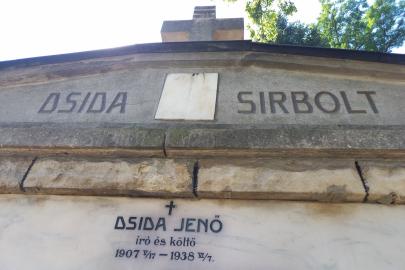 DSIDA SIRBOLT
DSIDA JENŐ
író és költő
1907 V/17 – 1938 VI/7.